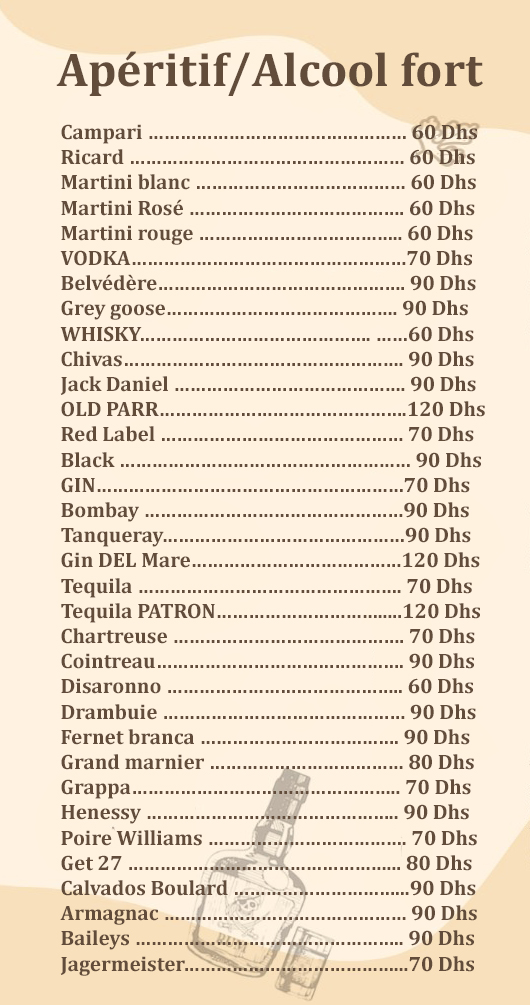 Apéritif/Alcool fort
Campari ............................................... 60 Dhs
Ricard .................................................. 60 Dhs
Martini blanc ...................................... 60 Dhs
Martini Rosé ....................................... 60 Dhs
Martini rouge ..................................... 60 Dhs
VODKA..................................................70 Dhs
Belvédère............................................. 90 Dhs
Grey goose.......................................... 90 Dhs
WHISKY.......................................... ......60 Dhs
Chivas................................................... 90 Dhs
Jack Daniel .......................................... 90 Dhs
OLD PARR.............................................120 Dhs
Red Label ............................................ 70 Dhs
Black ..................................................... 90 Dhs
GIN........................................................70 Dhs
Bombay ...............................................90 Dhs
Tanqueray............................................90 Dhs
Gin DEL Mare......................................120 Dhs
Tequila ................................................ 70 Dhs
Tequila PATRON..................................120 Dhs
Chartreuse .......................................... 70 Dhs
Cointreau............................................. 90 Dhs
Disaronno ........................................... 60 Dhs
Drambuie ............................................ 90 Dhs
Fernet branca .................................... 90 Dhs
Grand marnier ................................... 80 Dhs
Grappa................................................. 70 Dhs
Henessy .............................................. 90 Dhs
Poire Williams ................................... 70 Dhs
Get 27 .................................................. 80 Dhs
Calvados Boulard ................................90 Dhs
Armagnac ............................................ 90 Dhs
Baileys ................................................. 90 Dhs
Jagermeister.........................................70 Dhs
RUM